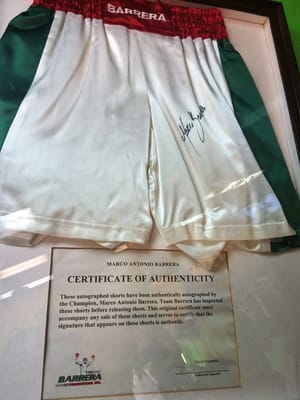 BARRERA
MARCO ANTONIO BARRERA
CERTIFICATE OF AUTHENTICITY
These autographed shorts have been authentically autographed by
the Champion, Marco Antonio Barrera. Team Barrera has inspected
these shorts before releasing them. This original certificate must
accompany any sale of these shorts and serves to certify that the
signature that appears on these shorts is authentic.
BARRERA